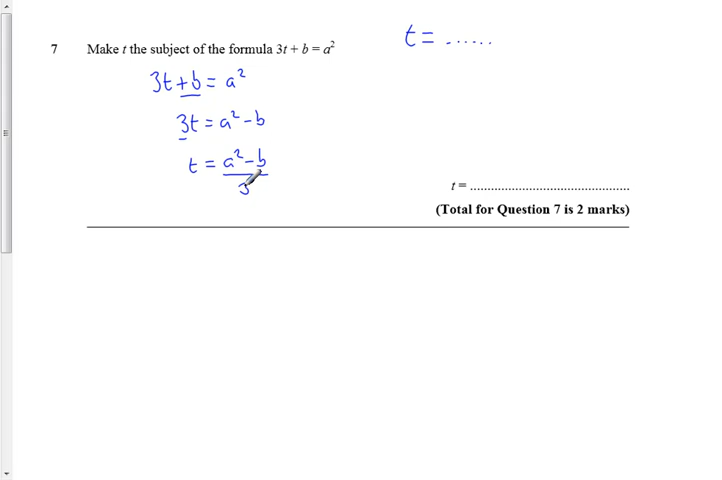 t = ......
7 Make t the subject of the formula 3t + b = a²
3t + b = a²
3t = a² - b
t = a² - b
3
t = ............................................
(Total for Question 7 is 2 marks)